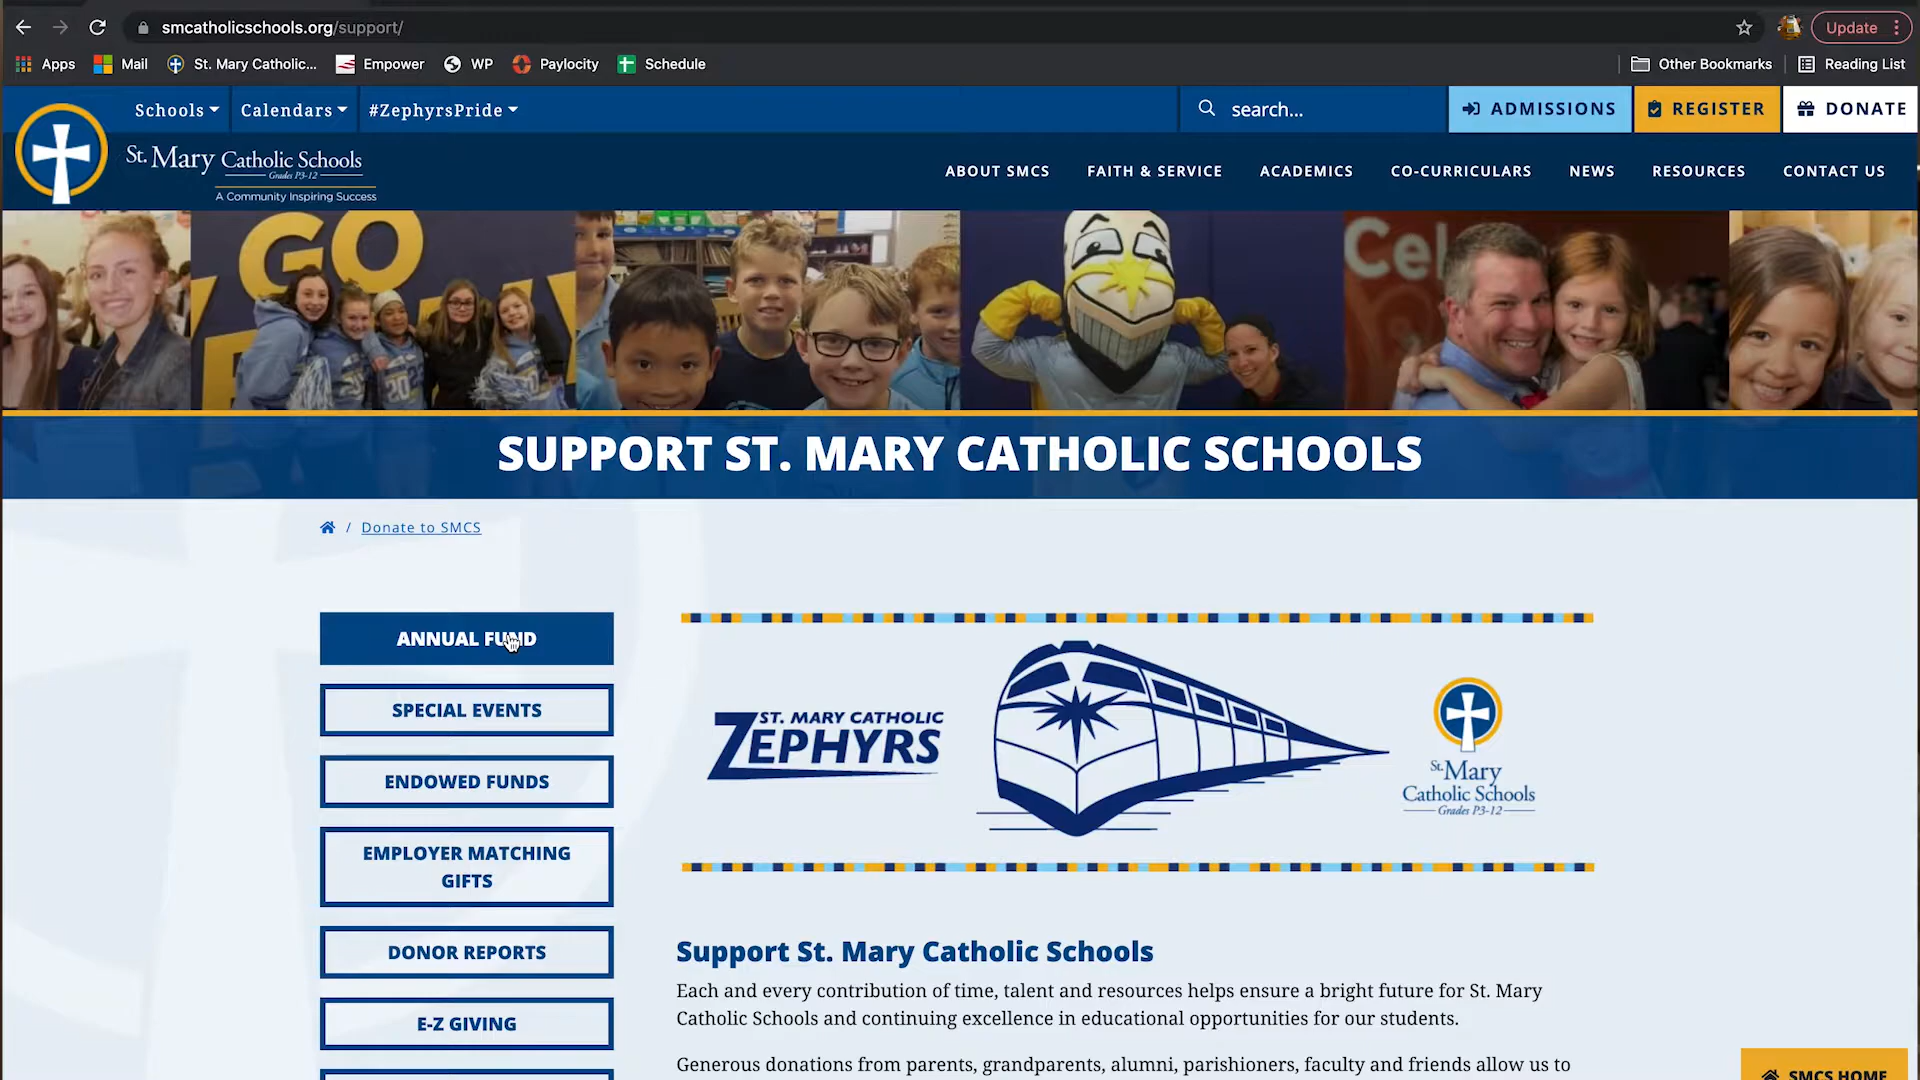 smcatholicschools.org/support/
Update
Apps
Mail
St. Mary Catholic...
Empower
WP
Paylocity
Schedule
Other Bookmarks
Reading List
Schools
Calendars
#ZephyrsPride
search...
ADMISSIONS
REGISTER
DONATE
St. Mary Catholic Schools
Grades P3-12
A Community Inspiring Success
ABOUT SMCS
FAITH & SERVICE
ACADEMICS
CO-CURRICULARS
NEWS
RESOURCES
CONTACT US
GO
Cel
SUPPORT ST. MARY CATHOLIC SCHOOLS
/ Donate to SMCS
ANNUAL FUND
SPECIAL EVENTS
ENDOWED FUNDS
EMPLOYER MATCHING
GIFTS
DONOR REPORTS
E-Z GIVING
ST. MARY CATHOLIC
ZEPHYRS
St. Mary
Catholic Schools
Grades P3-12
Support St. Mary Catholic Schools
Each and every contribution of time, talent and resources helps ensure a bright future for St. Mary
Catholic Schools and continuing excellence in educational opportunities for our students.
Generous donations from parents, grandparents, alumni, parishioners, faculty and friends allow us to
SMCS HOME